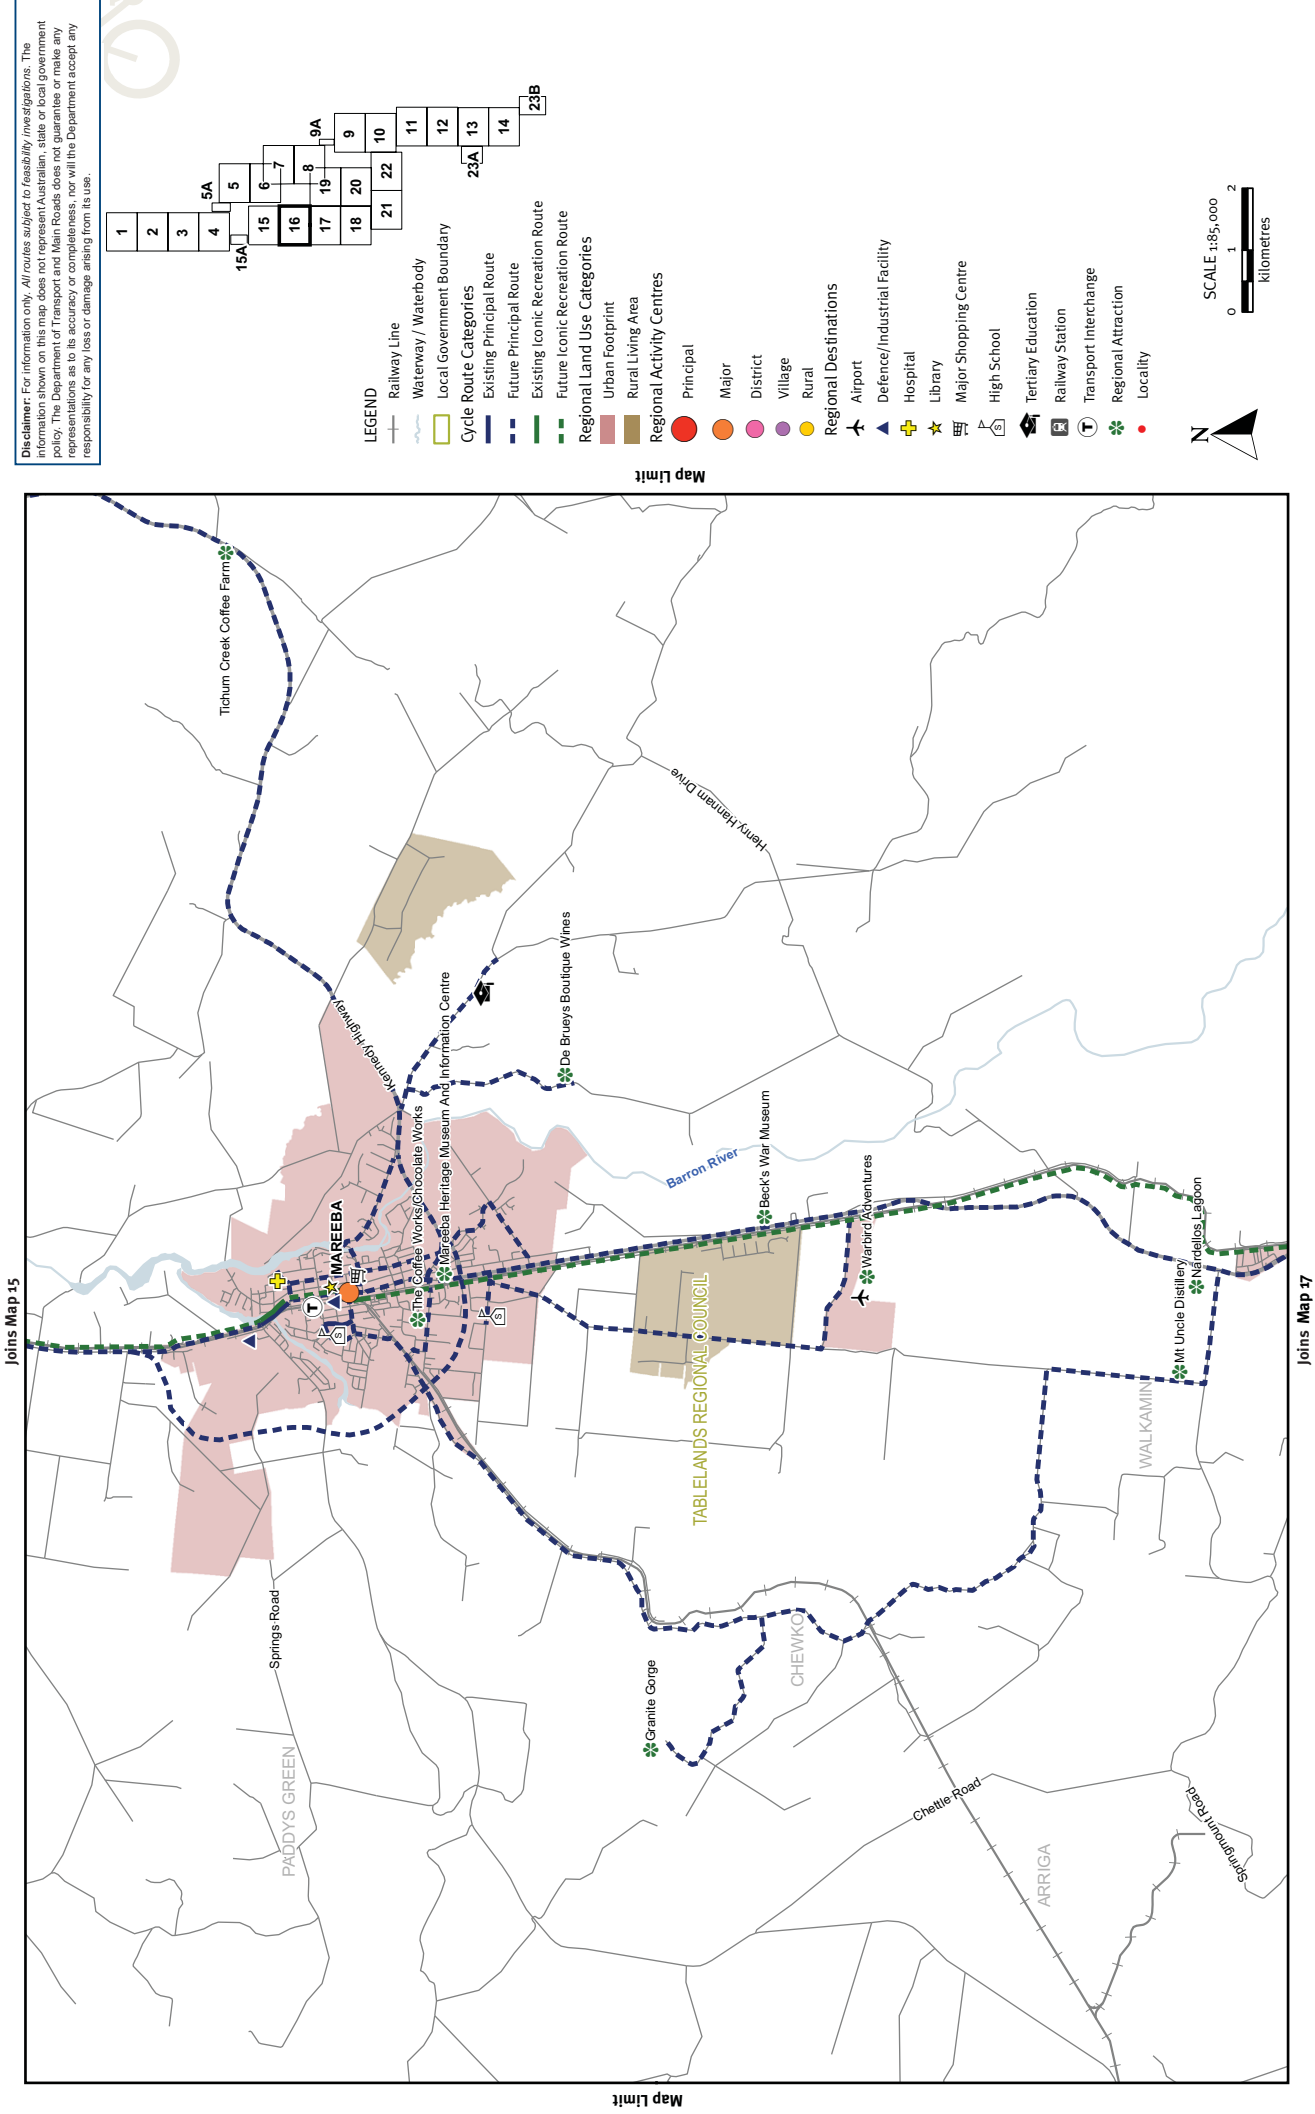 Disclaimer: For information only. All routes subject to feasibility investigations. The
information shown on this map does not represent Australian, state or local government
policy. The Department of Transport and Main Roads does not guarantee or make any
representations as to its accuracy or completeness, nor will the Department accept any
responsibility for any loss or damage arising from its use.
1
2
3
4
5A
5
6
7
8
9A
9
10
11
12
13
14
15A
15
16
17
18
19
20
21
22
23A
23B
LEGEND
Railway Line
Waterway / Waterbody
Local Government Boundary
Cycle Route Categories
Existing Principal Route
Future Principal Route
Existing Iconic Recreation Route
Future Iconic Recreation Route
Regional Land Use Categories
Urban Footprint
Rural Living Area
Regional Activity Centres
Principal
Major
District
Village
Rural
Regional Destinations
Airport
Defence/Industrial Facility
Hospital
Library
Major Shopping Centre
S
High School
Tertiary Education
QR
Railway Station
T
Transport Interchange
Regional Attraction
Locality
N
SCALE 1:85,000
0 1 2
kilometres
Map Limit
Map Limit
Joins Map 15
Joins Map 17
Tichum Creek Coffee Farm
Kennedy Highway
Henry Hannam Drive
MAREEBA
T
S
S
The Coffee Works/Chocolate Works
Mareeba Heritage Museum And Information Centre
De Brueys Boutique Wines
Barron River
Beck's War Museum
Warbird Adventures
Nardellos Lagoon
Mt Uncle Distillery
TABLELANDS REGIONAL COUNCIL
WALKAMIN
Springs Road
PADDYS GREEN
Granite Gorge
CHEWKO
Chettle Road
ARRIGA
Springmount Road